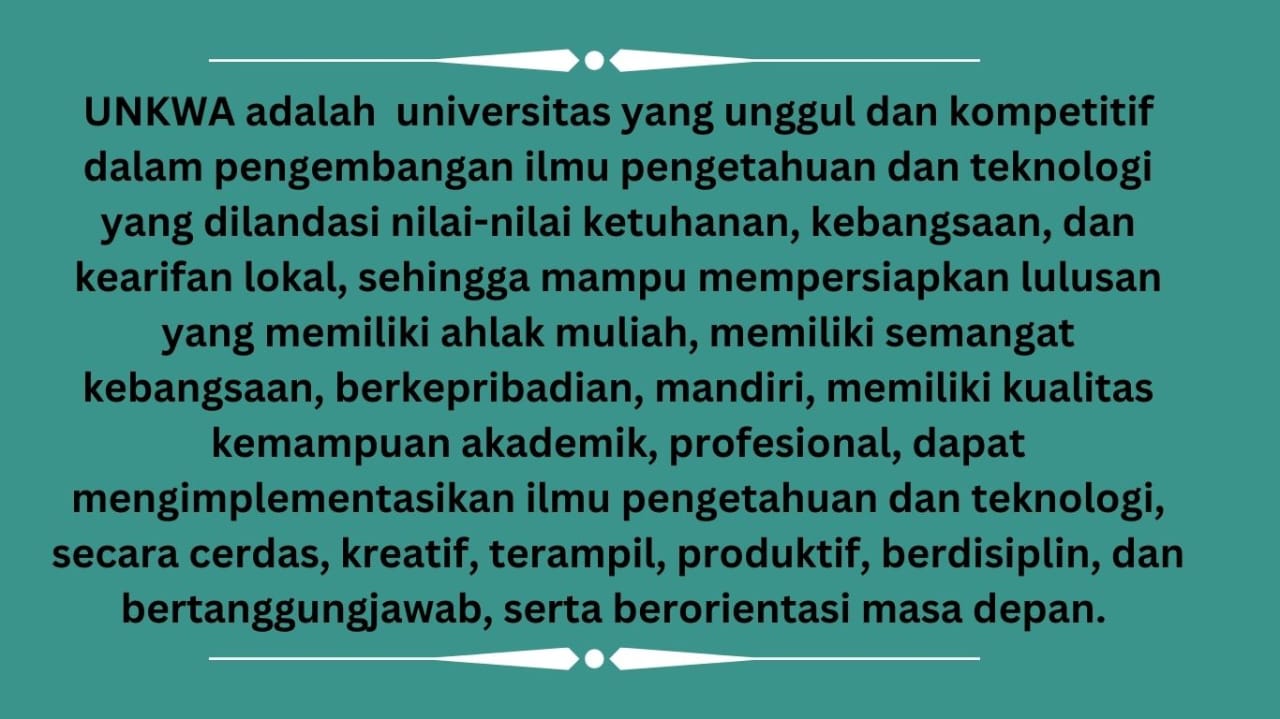 UNKWA adalah  universitas yang unggul dan kompetitif
dalam pengembangan ilmu pengetahuan dan teknologi
yang dilandasi nilai-nilai ketuhanan, kebangsaan, dan
kearifan lokal, sehingga mampu mempersiapkan lulusan
yang memiliki ahlak muliah, memiliki semangat
kebangsaan, berkepribadian, mandiri, memiliki kualitas
kemampuan akademik, profesional, dapat
mengimplementasikan ilmu pengetahuan dan teknologi,
secara cerdas, kreatif, terampil, produktif, berdisiplin, dan
bertanggungjawab, serta berorientasi masa depan.